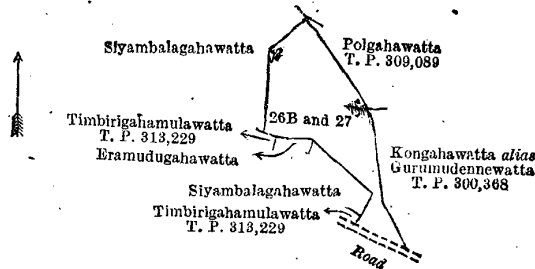 Siyambalagahawatta
Polgahawatta
T. P. 309,089
26B and 27
Timbirigahamulawatta
T. P. 313,229
Eramudugahawatta
Kongahawatta alias
Gurumudennewatta
T. P. 300,368
Siyambalagahawatta
Timbirigahamulawatta
T. P. 313,229
Road